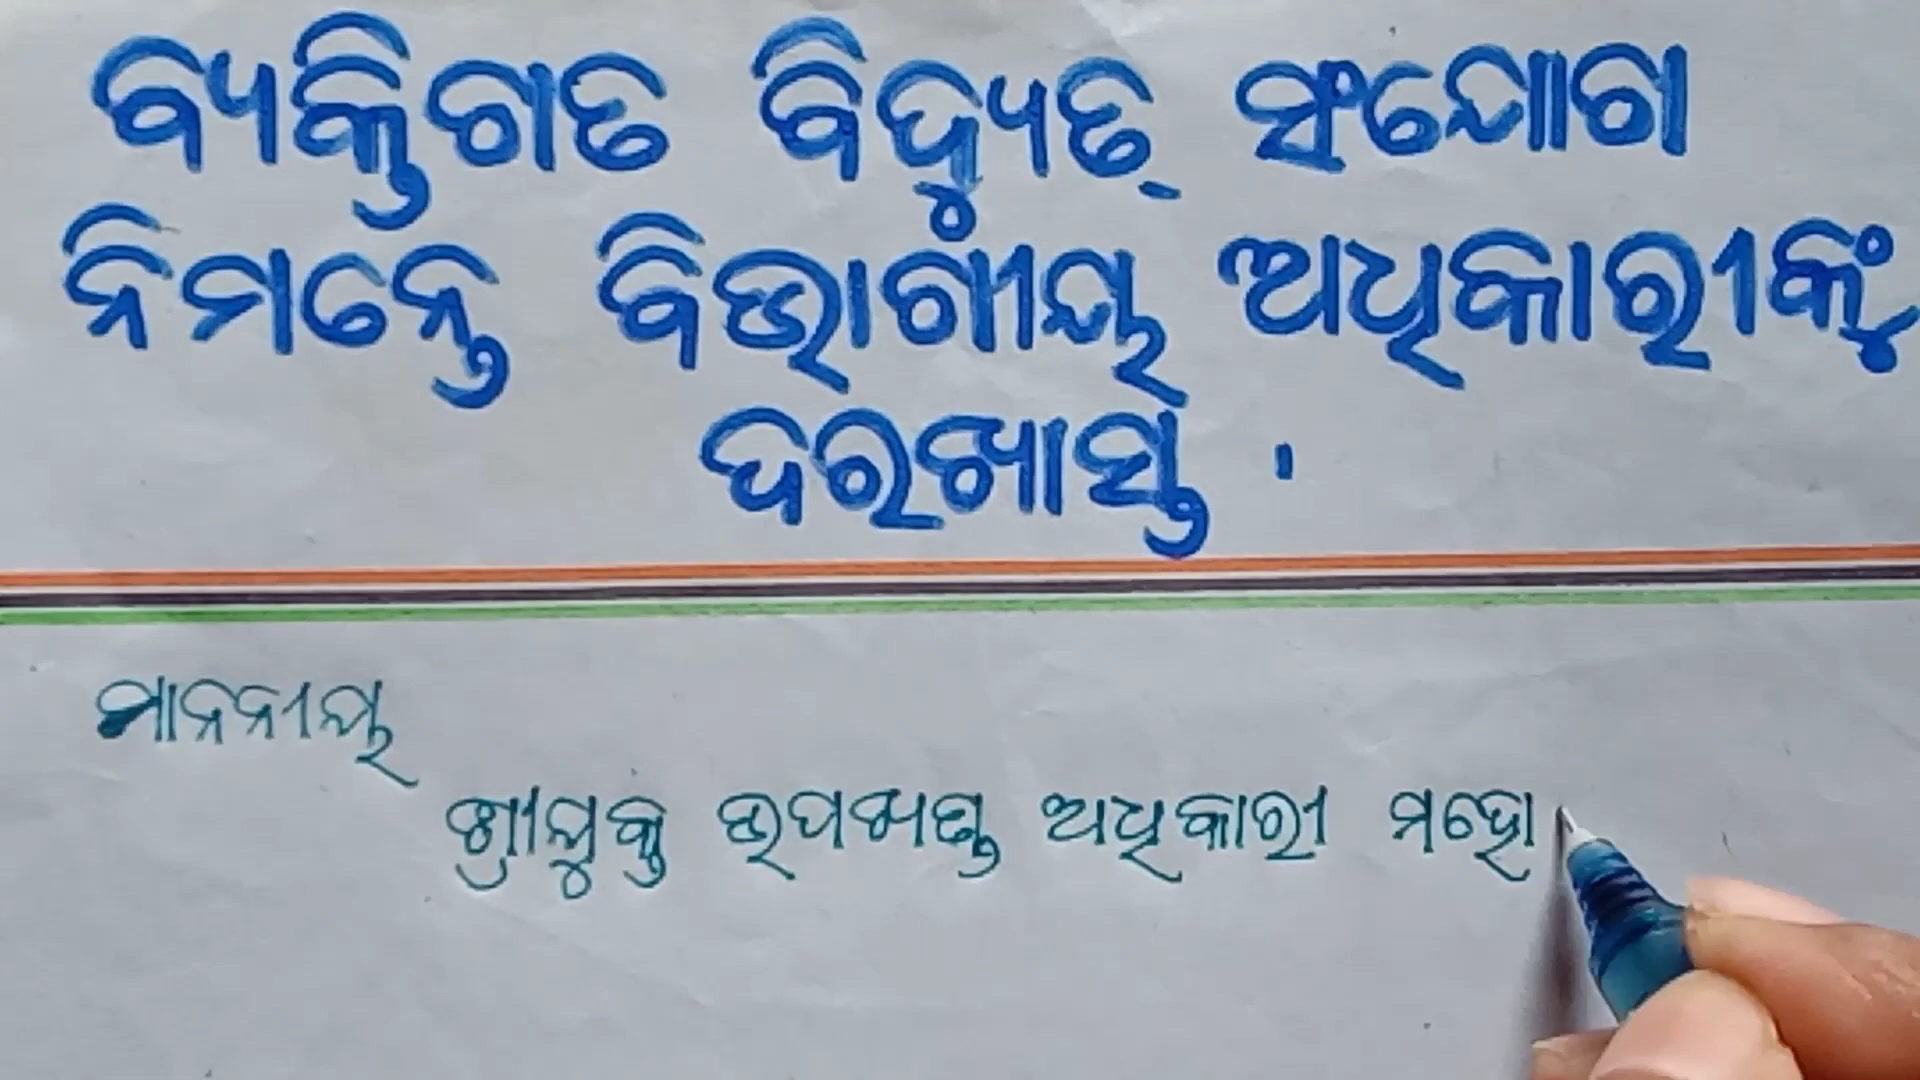 ବ୍ୟକ୍ତିଗତ ବିଦ୍ୟୁତ୍ ସଂଯୋଗ
ନିମନ୍ତେ ବିଭାଗୀୟ ଅଧିକାରୀଙ୍କୁ
ଦରଖାସ୍ତ ।
ମାନନୀୟ
ଶ୍ରୀଯୁକ୍ତ ଉପଖଣ୍ଡ ଅଧିକାରୀ ମହୋ